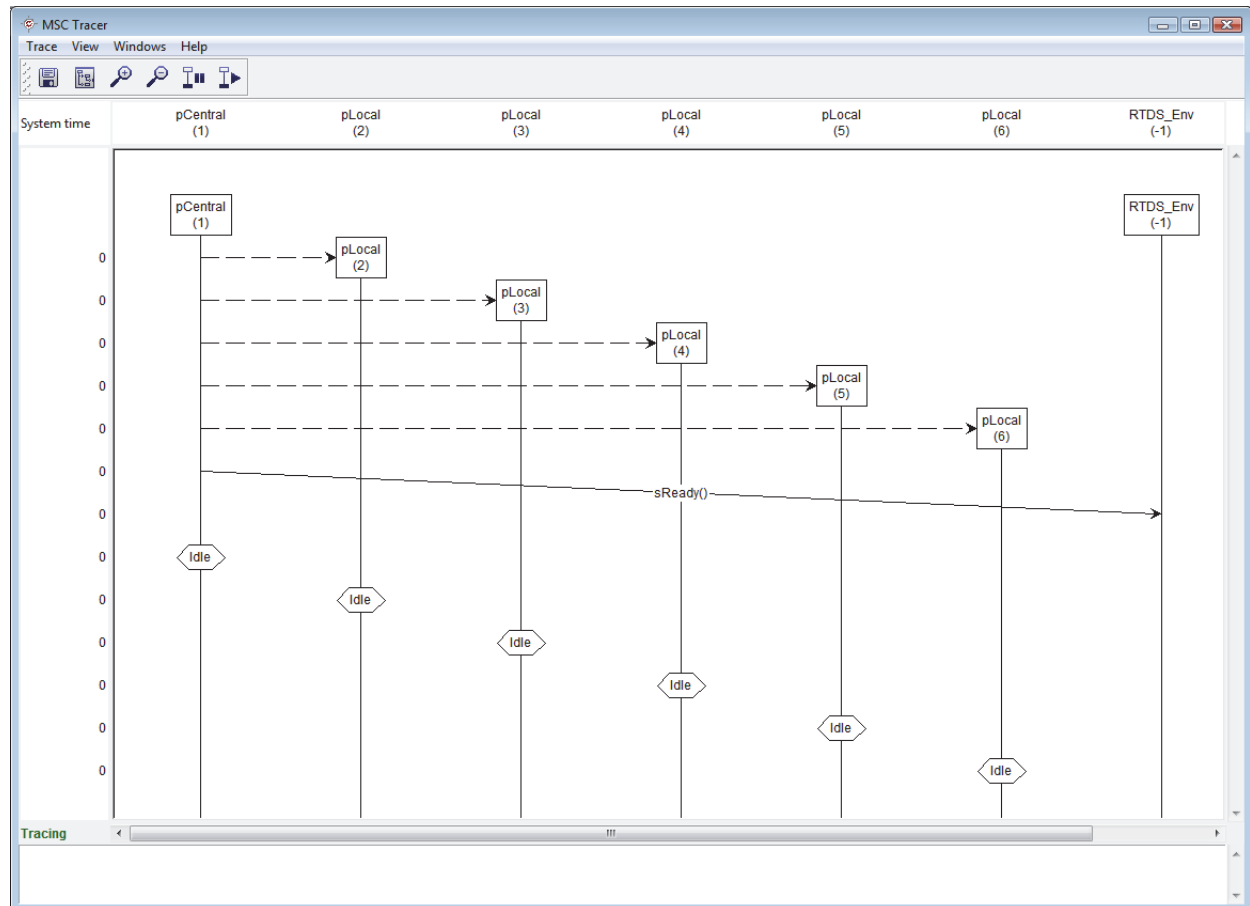 MSC Tracer
Trace View Windows Help
System time
pCentral
(1)
pLocal
(2)
pLocal
(3)
pLocal
(4)
pLocal
(5)
pLocal
(6)
RTDS_Env
(-1)
pCentral
(1)
RTDS_Env
(-1)
0
pLocal
(2)
0
pLocal
(3)
0
pLocal
(4)
0
pLocal
(5)
0
pLocal
(6)
0
sReady()
0
0
Idle
0
Idle
0
Idle
0
Idle
0
Idle
0
Idle
Tracing